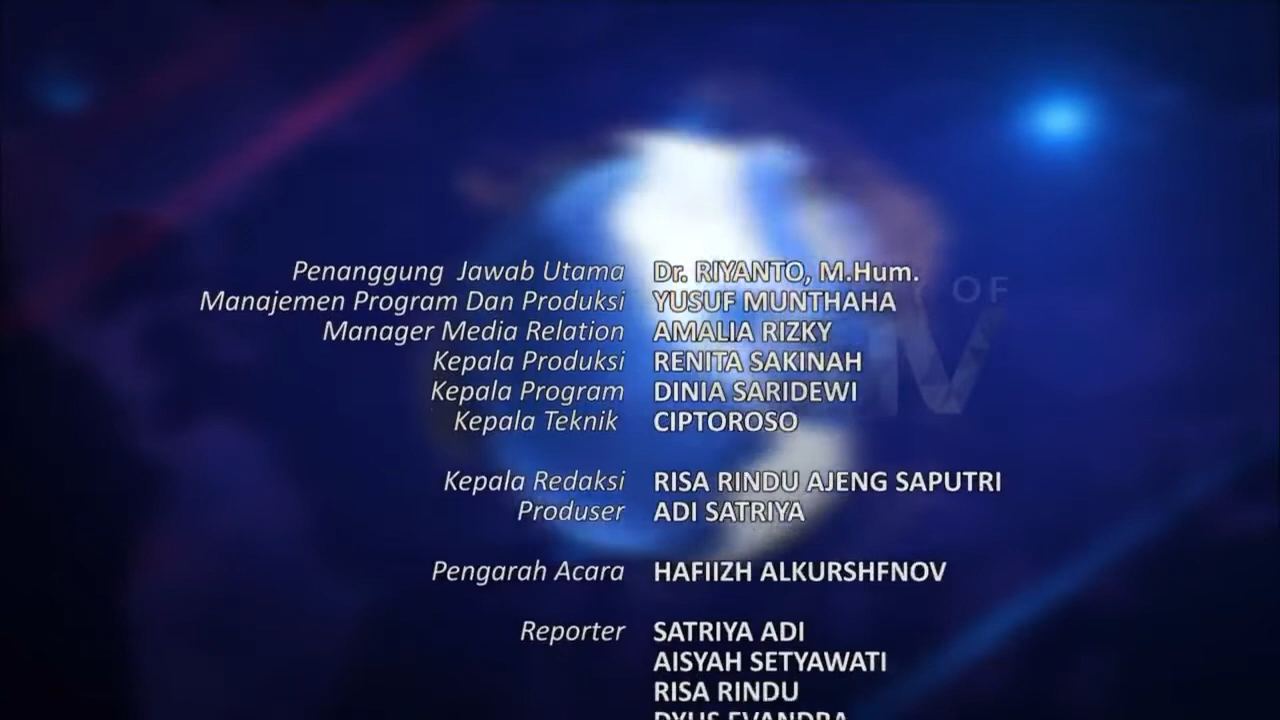 Penanggung Jawab Utama Dr. RIYANTO, M.Hum.
Manajemen Program Dan Produksi YUSUF MUNTHAHA
Manager Media Relation AMALIA RIZKY
Kepala Produksi RENITA SAKINAH
Kepala Program DINIA SARIDEWI
Kepala Teknik CIPTOROSO
Kepala Redaksi RISA RINDU AJENG SAPUTRI
Produser ADI SATRIYA
Pengarah Acara HAFIIZH ALKURSHFNOV
Reporter SATRIYA ADI
AISYAH SETYAWATI
RISA RINDU
OF